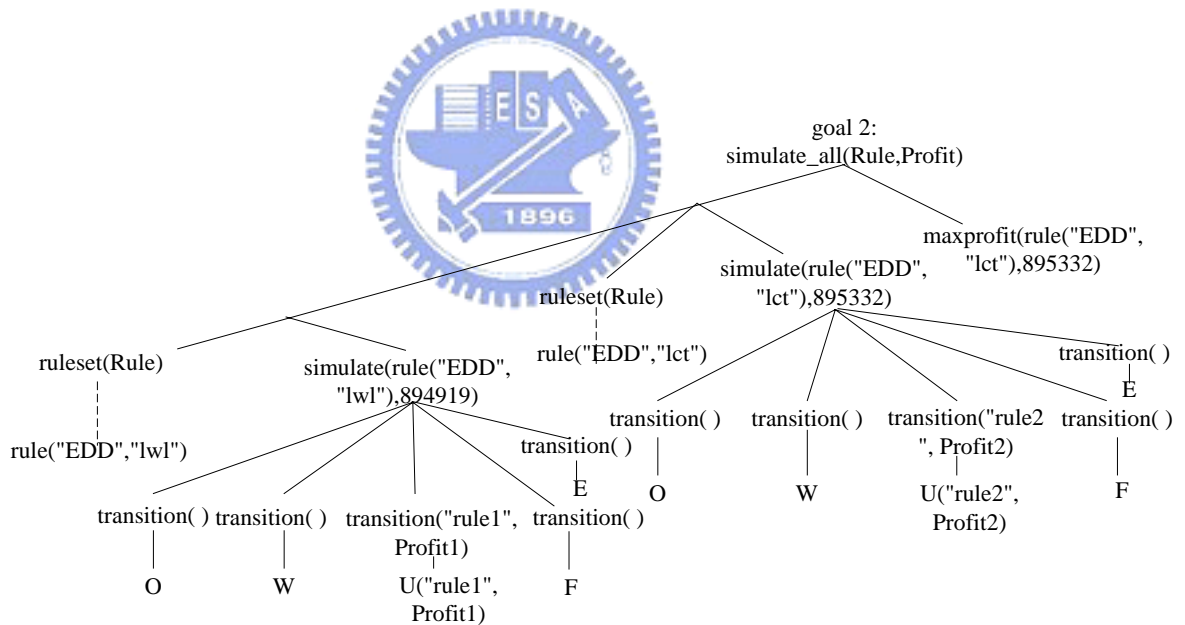 E S A
1896
goal 2:
simulate_all(Rule,Profit)
maxprofit(rule("EDD",
"lct"),895332)
simulate(rule("EDD",
"lct"),895332)
ruleset(Rule)
rule("EDD","lct")
ruleset(Rule)
rule("EDD","lwl")
simulate(rule("EDD",
"lwl"),894919)
transition( )
E
transition( )
O
transition( )
W
transition("rule2
", Profit2)
U("rule2",
Profit2)
transition( )
F
transition( )
E
transition( )
O
transition( )
W
transition("rule1",
Profit1)
U("rule1",
Profit1)
transition( )
F